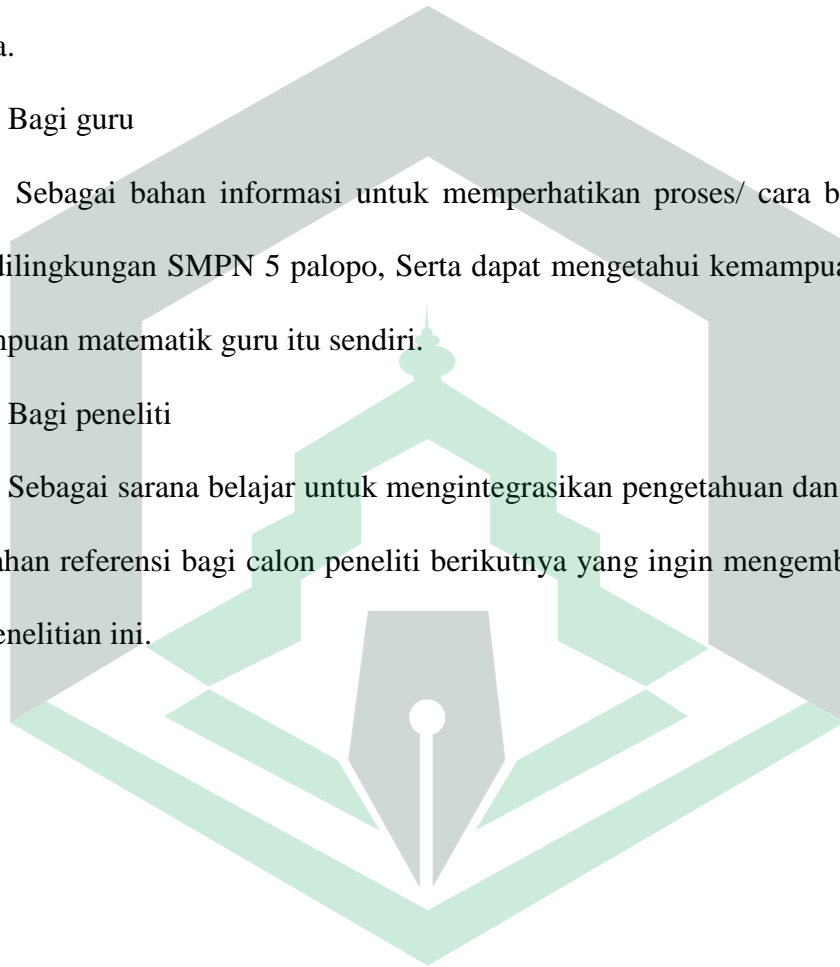 a.
Bagi guru
Sebagai bahan informasi untuk memperhatikan proses/ cara b
dilingkungan SMPN 5 palopo, Serta dapat mengetahui kemampua
npuan matematik guru itu sendiri.
Bagi peneliti
Sebagai sarana belajar untuk mengintegrasikan pengetahuan dan
ahan referensi bagi calon peneliti berikutnya yang ingin mengemb
enelitian ini.